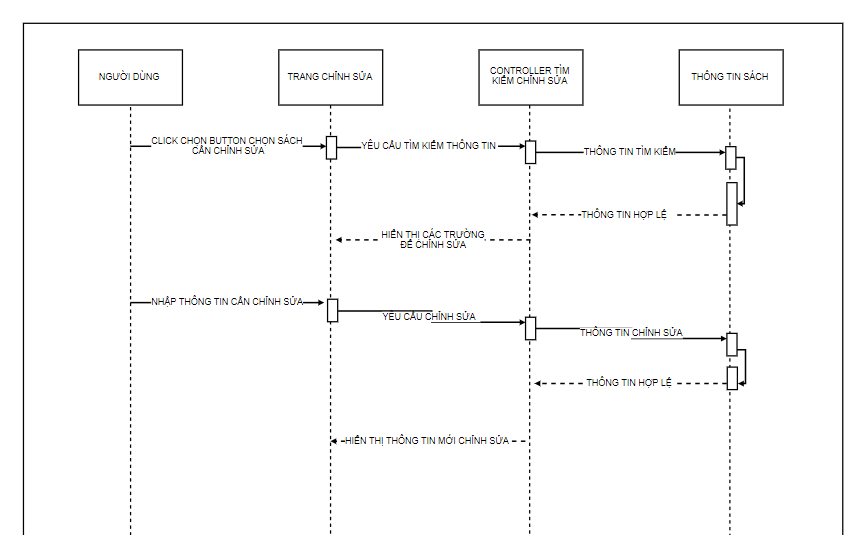 NGƯỜI DÙNG
TRANG CHỈNH SỬA
CONTROLLER TÌM
KIẾM CHỈNH SỬA
THÔNG TIN SÁCH
CLICK CHỌN BUTTON CHỌN SÁCH
CẦN CHỈNH SỬA
YÊU CẦU TÌM KIẾM THÔNG TIN
THÔNG TIN TÌM KIẾM
THÔNG TIN HỢP LỆ
HIỂN THỊ CÁC TRƯỜNG
ĐỂ CHỈNH SỬA
NHẬP THÔNG TIN CẦN CHỈNH SỬA
YÊU CẦU CHỈNH SỬA
THÔNG TIN CHỈNH SỬA
THÔNG TIN HỢP LỆ
HIỂN THỊ THÔNG TIN MỚI CHỈNH SỬA